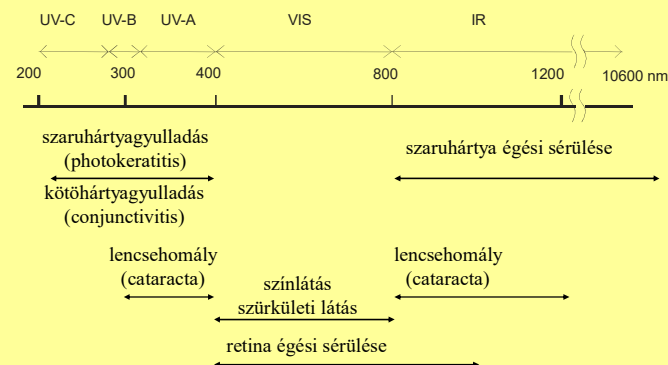 UV-C UV-B UV-A VIS IR
200 300 400 800 1200 10600 nm
szaruhártyagyulladás
(photokeratitis)
szaruhártya égési sérülése
kötőhártyagyulladás
(conjunctivitis)
lencsehomály
(cataracta)
lencsehomály
(cataracta)
színlátás
szürkületi látás
retina égési sérülése